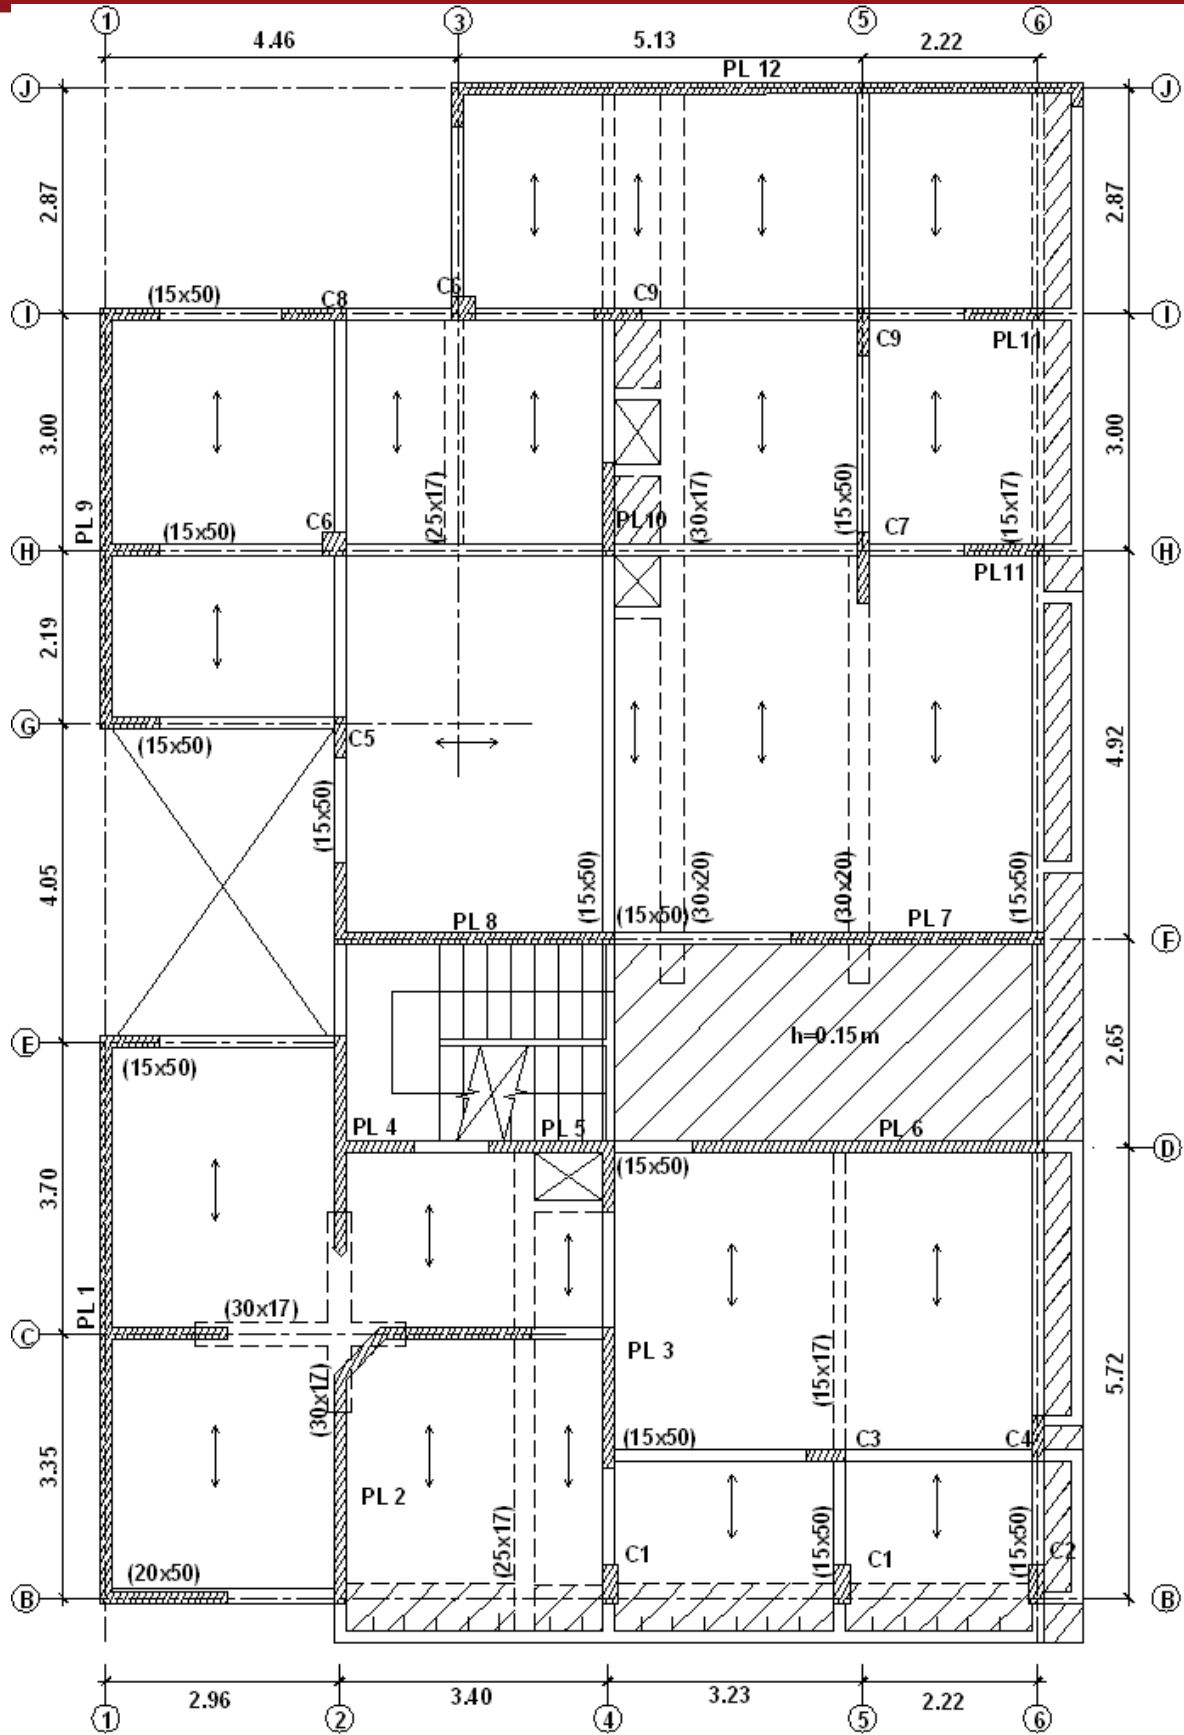 1
3
5
6
4.46
5.13
2.22
PL 12
J
J
2.87
2.87
(15x50)
C8
C6
C9
I
I
C9
PL11
3.00
3.00
PL 9
(15x50)
C6
(25x17)
PL10
(30x17)
(15x50)
C7
(15x17)
H
H
PL11
2.19
G
(15x50)
C5
4.92
(15x50)
4.05
(15x50)
(15x50)
(30x20)
(30x20)
(15x50)
PL 8
PL 7
F
E
h=0.15m
2.65
(15x50)
PL 4
PL 5
PL 6
D
(15x50)
3.70
PL 1
(30x17)
C
PL 3
(15x17)
5.72
(30x17)
(15x50)
C3
C4
3.35
PL 2
(25x17)
(15x50)
(15x50)
(20x50)
C1
C1
C2
B
B
2.96
3.40
3.23
2.22
1
2
4
5
6